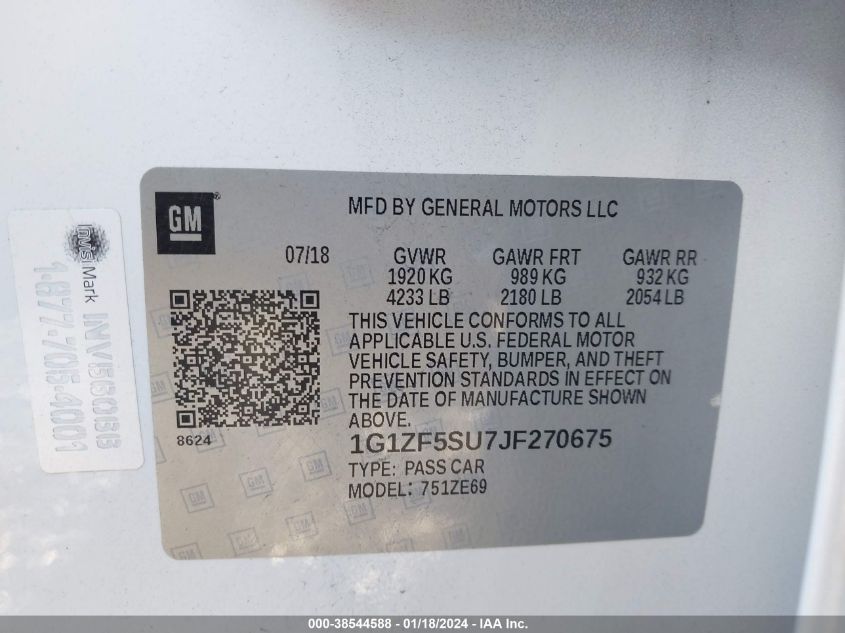 GM
®
MFD BY GENERAL MOTORS LLC
07/18 GVWR GAWR FRT GAWR RR
1920 KG 989 KG 932 KG
4233 LB 2180 LB 2054 LB
THIS VEHICLE CONFORMS TO ALL
APPLICABLE U.S. FEDERAL MOTOR
VEHICLE SAFETY, BUMPER, AND THEFT
PREVENTION STANDARDS IN EFFECT ON
THE DATE OF MANUFACTURE SHOWN
ABOVE.
8624
1G1ZF5SU7JF270675
TYPE: PASS CAR
MODEL: 751ZE69
InVisiMark
INV560133
1.877.705.4001
000-38544588 - 01/18/2024 - IAA Inc.